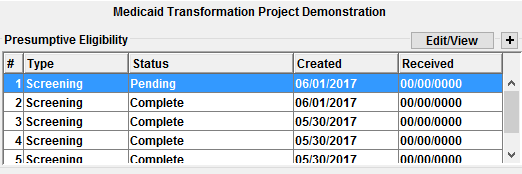 Medicaid Transformation Project Demonstration
Presumptive Eligibility Edit/View +
# Type Status Created Received
1 Screening Pending 06/01/2017 00/00/0000
2 Screening Complete 06/01/2017 00/00/0000
3 Screening Complete 05/30/2017 00/00/0000
4 Screening Complete 05/30/2017 00/00/0000
5 Screening Complete 05/30/2017 00/00/0000